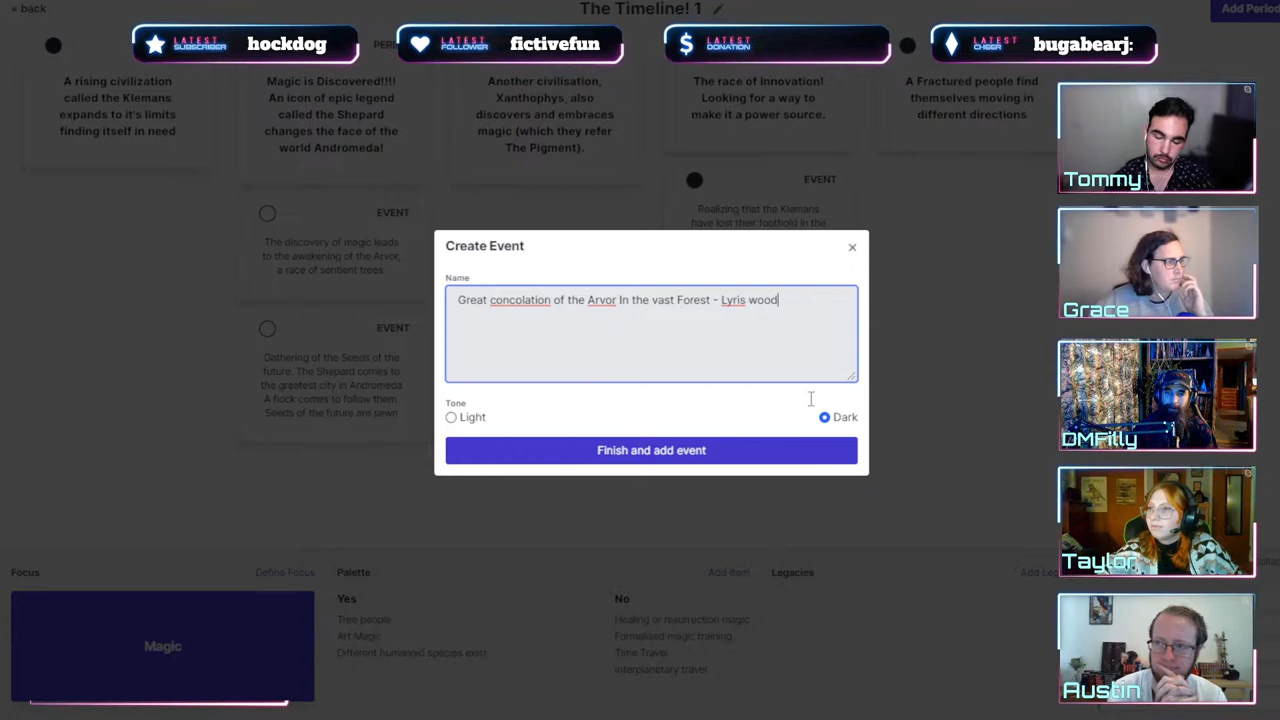 « back
The Timeline! 1
Add Period
LATEST SUBSCRIBER
hockdog
LATEST FOLLOWER
fictivefun
LATEST DONATION
LATEST CHEER
bugabearj:
A rising civilization
called the Klemans
expands to it's limits
finding itself in need
Magic is Discovered!!!!
An icon of epic legend
called the Shepard
changes the face of the
world Andromeda!
Another civilisation,
Xanthophys, also
discovers and embraces
magic (which they refer
The Pigment).
The race of Innovation!
Looking for a way to
make it a power source.
A Fractured people find
themselves moving in
different directions
EVENT
The discovery of magic leads
to the awakening of the Arvor,
a race of sentient trees
EVENT
Gathering of the Seeds of the
future. The Shepard comes to
the greatest city in Andromeda
A flock comes to follow them.
Seeds of the future are sewn
EVENT
Realizing that the Klemans
have lost their foothold in the
Create Event
×
Name
Great concolation of the Arvor In the vast Forest - Lyris wood
Tone
Light
Dark
Finish and add event
Focus
Define Focus
Magic
Palette
Add Item
Yes
Tree people
Art Magic
Different humanoid species exist
No
Healing or resurrection magic
Formalised magic training
Time Travel
interplanetary travel
Legacies
Tommy
Grace
DMFilly
Taylor
Austin